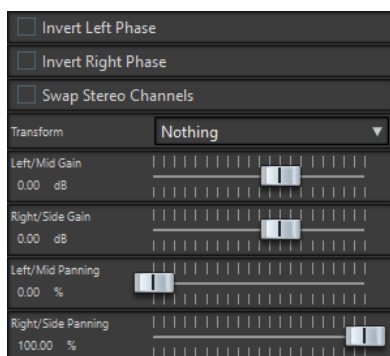 Invert Left Phase
Invert Right Phase
Swap Stereo Channels
Transform Nothing
Left/Mid Gain
0.00 dB
Right/Side Gain
0.00 dB
Left/Mid Panning
0.00 %
Right/Side Panning
100.00 %